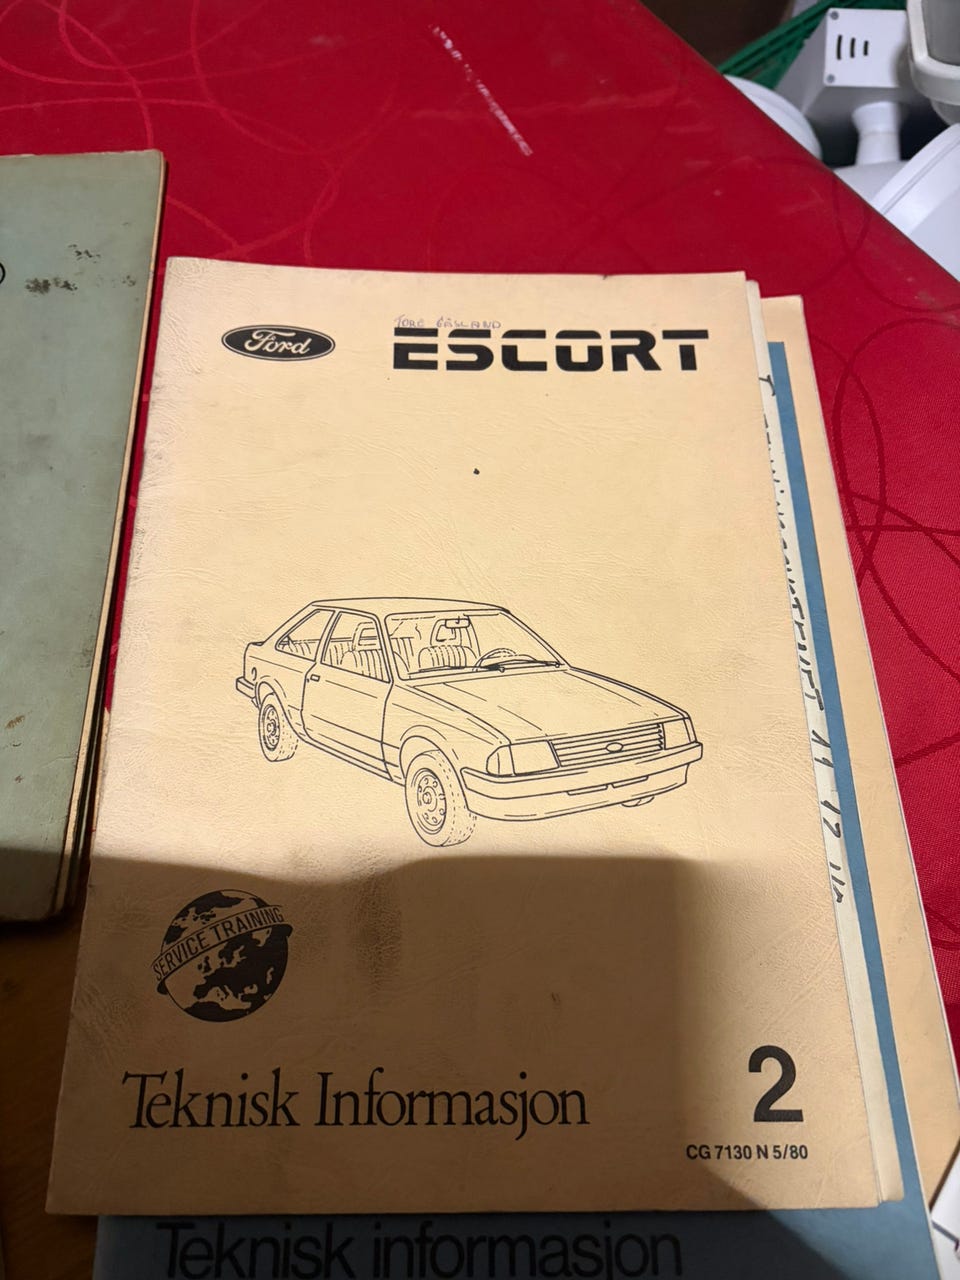 Ford
ESCORT
SERVICE TRAINING
Teknisk Informasjon
2
CG 7130 N 5/80
Teknisk informasjon